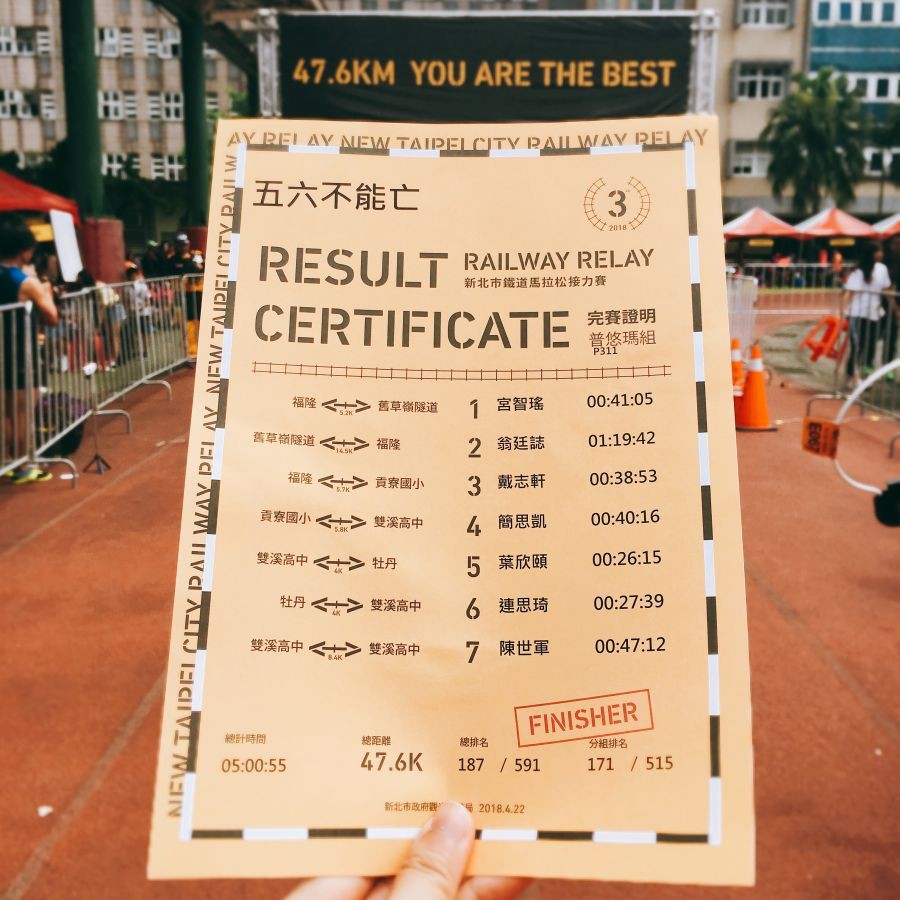 47.6KM YOU ARE THE BEST
AY RELAY NEW TAIPEI CITY RAILWAY RELAY
NEW TAIPEI CITY RAILWAY RELAY NEW TAIPEI CITY RAILW
五六不能亡
3
2018
RESULT
CERTIFICATE
RAILWAY RELAY
新北市鐵道馬拉松接力賽
完賽證明
普悠瑪組
P311
福隆 5.2K 舊草嶺隧道 1 宮智瑤 00:41:05
舊草嶺隧道 14.5K 福隆 2 翁廷誌 01:19:42
福隆 5.7K 貢寮國小 3 戴志軒 00:38:53
貢寮國小 5.8K 雙溪高中 4 簡思凱 00:40:16
雙溪高中 4K 牡丹 5 葉欣頤 00:26:15
牡丹 4K 雙溪高中 6 連思琦 00:27:39
雙溪高中 8.4K 雙溪高中 7 陳世軍 00:47:12
FINISHER
總計時間 總距離 總排名 分組排名
05:00:55 47.6K 187 / 591 171 / 515
新北市政府觀 局 2018.4.22
E067